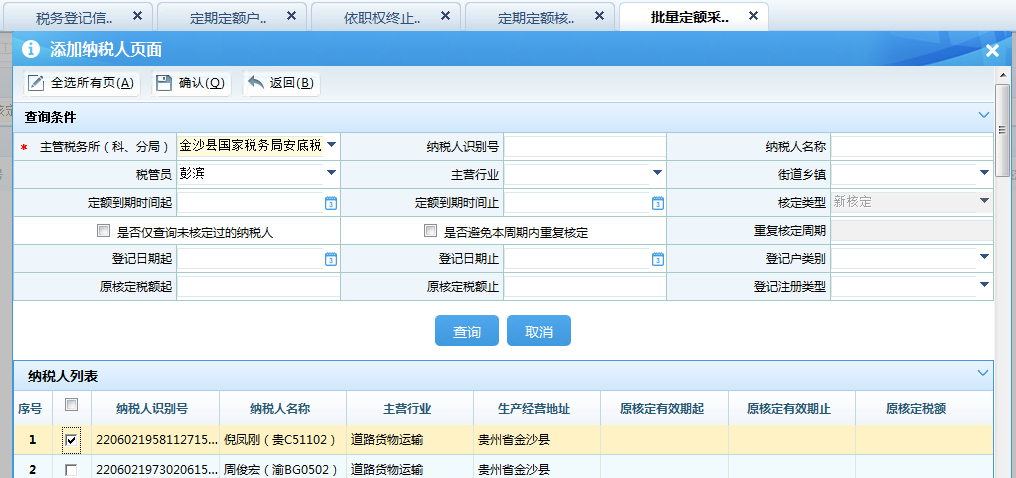 税务登记信.. × 定期定额户.. × 依职权终止.. × 定期定额核.. × 批量定额采.. ×
添加纳税人页面
全选所有页(A) 确认(Q) 返回(B)
查询条件
* 主管税务所（科、分局） 金沙县国家税务局安底税 纳税人识别号 纳税人名称
税管员 彭滨 主营行业 街道乡镇
定额到期时间起 定额到期时间止 核定类型 新核定
是否仅查询未核定过的纳税人 是否避免本周期内重复核定 重复核定周期
登记日期起 登记日期止 登记户类别
原核定税额起 原核定税额止 登记注册类型
查询 取消
纳税人列表
序号 纳税人识别号 纳税人名称 主营行业 生产经营地址 原核定有效期起 原核定有效期止 原核定税额
1 2206021958112715... 倪凤刚（贵C51102） 道路货物运输 贵州省金沙县
2 2206021973020615... 周俊宏（渝BG0502） 道路货物运输 贵州省金沙县